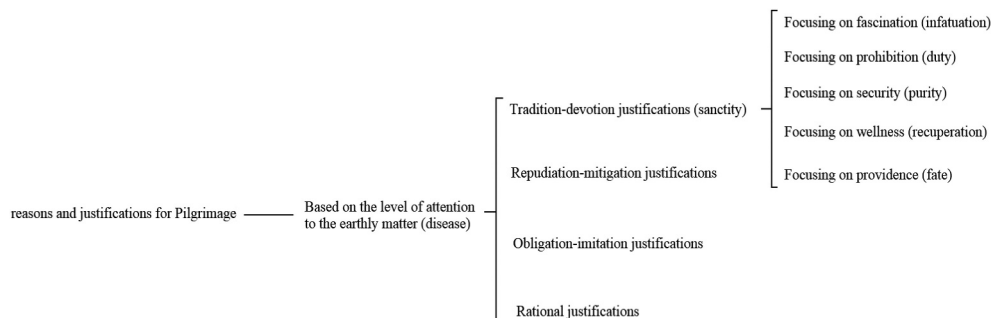 Focusing on fascination (infatuation)
Focusing on prohibition (duty)
Focusing on security (purity)
Tradition-devotion justifications (sanctity)
Focusing on wellness (recuperation)
Repudiation-mitigation justifications
Focusing on providence (fate)
reasons and justifications for Pilgrimage
Based on the level of attention
to the earthly matter (disease)
Obligation-imitation justifications
Rational justifications